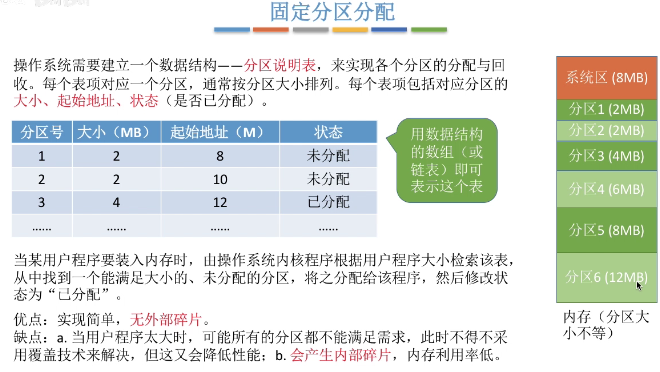 固定分区分配
操作系统需要建立一个数据结构——分区说明表，来实现各个分区的分配与回
收。每个表项对应一个分区，通常按分区大小排列。每个表项包括对应分区的
大小、起始地址、状态（是否已分配）。
分区号 大小（MB） 起始地址（M） 状态
1 2 8 未分配
2 2 10 未分配
3 4 12 已分配
…… …… …… ……
用数据结构
的数组（或
链表）即可
表示这个表
当某用户程序要装入内存时，由操作系统内核程序根据用户程序大小检索该表，
从中找到一个能满足大小的、未分配的分区，将之分配给该程序，然后修改状
态为“已分配”。
优点：实现简单，无外部碎片。
缺点：a. 当用户程序太大时，可能所有的分区都不能满足需求，此时不得不采
用覆盖技术来解决，但这又会降低性能；b. 会产生内部碎片，内存利用率低。
系统区 (8MB)
分区1 (2MB)
分区2 (2MB)
分区3 (4MB)
分区4 (6MB)
分区5 (8MB)
分区6 (12MB)
内存（分区大
小不等）